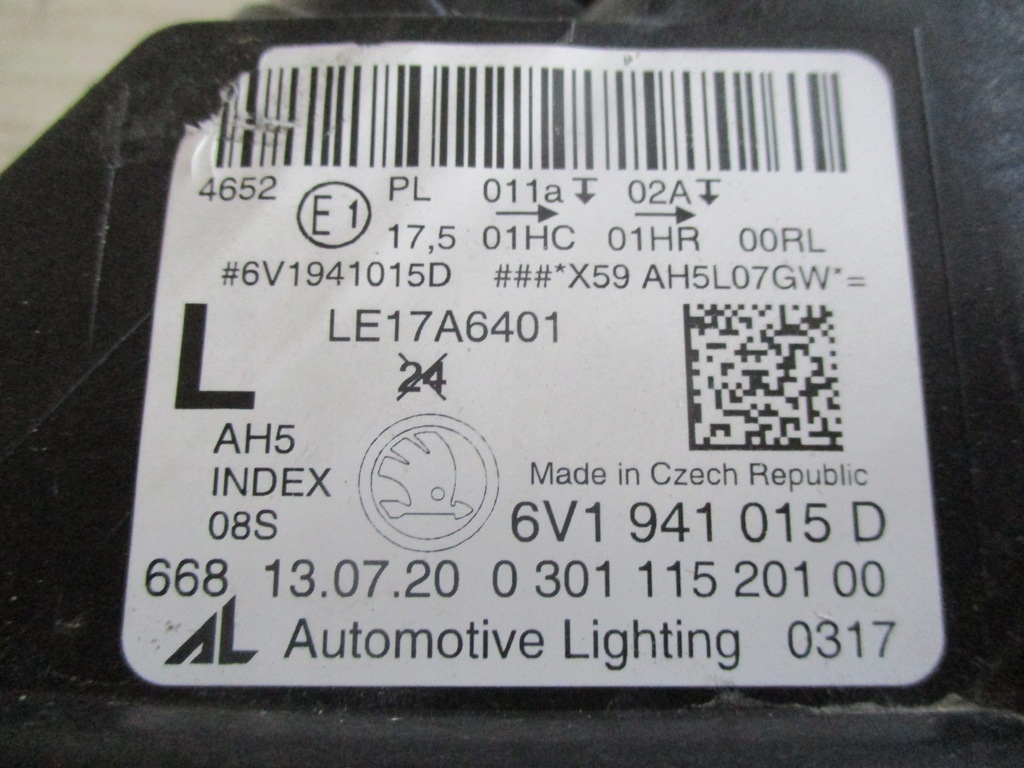 4652 E1 PL 011a 02A
17,5 01HC 01HR 00RL
#6V1941015D ###*X59 AH5L07GW*=
L LE17A6401
24
AH5
INDEX Made in Czech Republic
08S 6V1 941 015 D
668 13.07.20 0 301 115 201 00
AL Automotive Lighting 0317